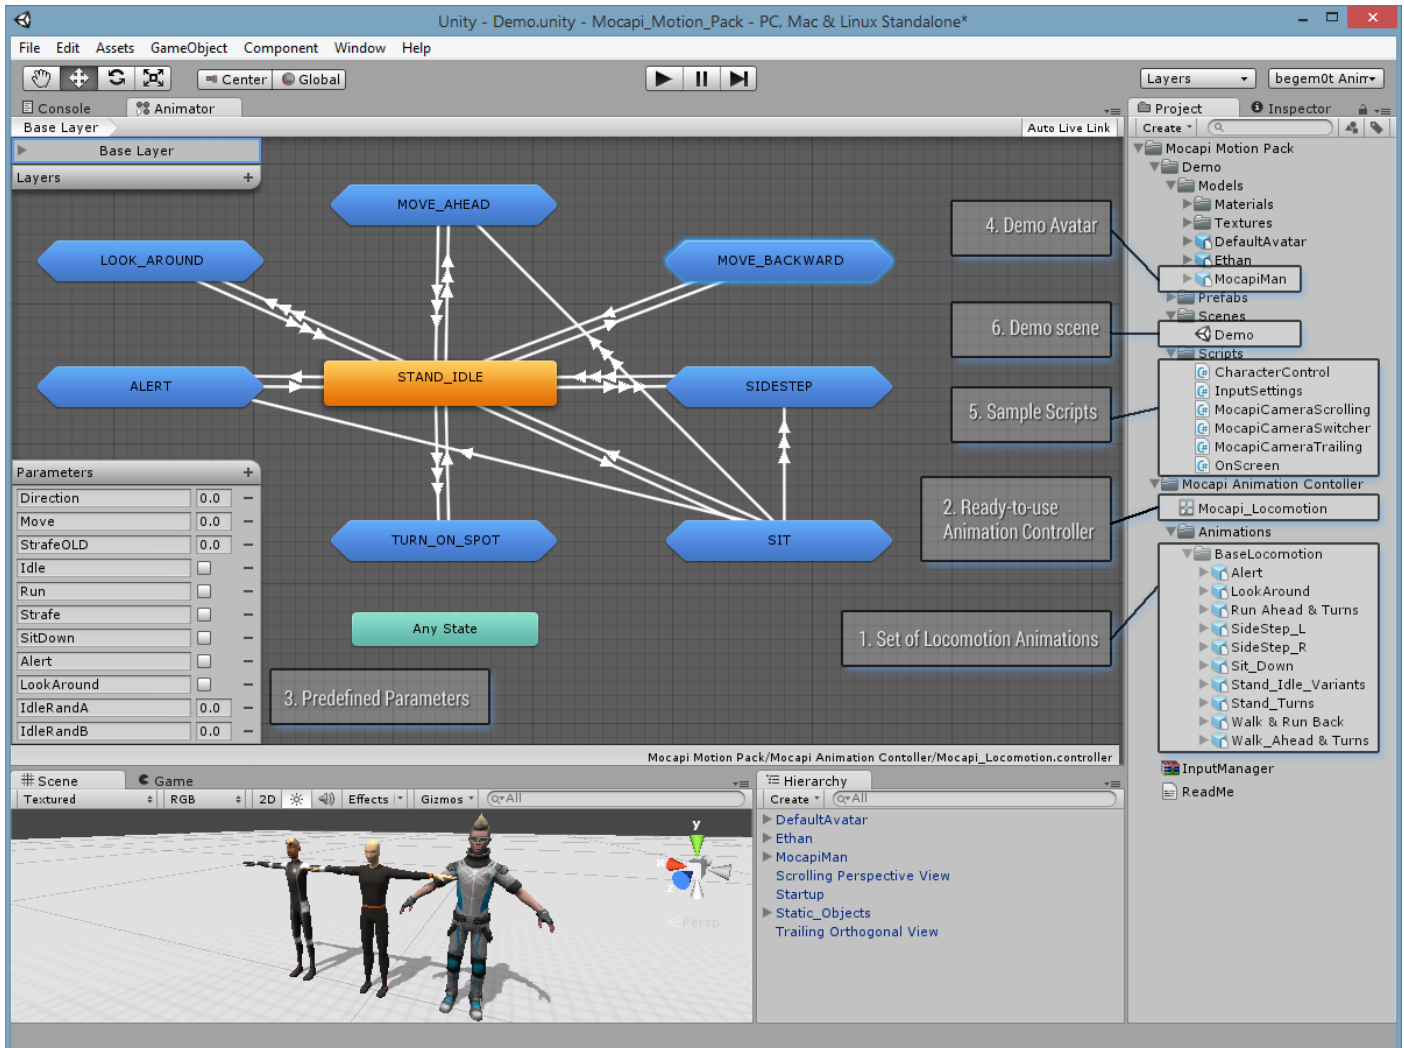 Unity - Demo.unity - Mocapi_Motion_Pack - PC, Mac & Linux Standalone*
File Edit Assets GameObject Component Window Help
Center Global
Layers begem0t Anim
Console Animator
Base Layer
Auto Live Link
Base Layer
Layers +
MOVE_AHEAD
LOOK_AROUND
MOVE_BACKWARD
ALERT
STAND_IDLE
SIDESTEP
TURN_ON_SPOT
SIT
Any State
4. Demo Avatar
6. Demo scene
5. Sample Scripts
2. Ready-to-use
Animation Controller
1. Set of Locomotion Animations
3. Predefined Parameters
Parameters +
Direction 0.0 -
Move 0.0 -
StrafeOLD 0.0 -
Idle -
Run -
Strafe -
SitDown -
Alert -
LookAround -
IdleRandA 0.0 -
IdleRandB 0.0 -
Mocapi Motion Pack/Mocapi Animation Contoller/Mocapi_Locomotion.controller
Project Inspector
Create
Mocapi Motion Pack
Demo
Models
Materials
Textures
DefaultAvatar
Ethan
MocapiMan
Prefabs
Scenes
Demo
Scripts
CharacterControl
InputSettings
MocapiCameraScrolling
MocapiCameraSwitcher
MocapiCameraTrailing
OnScreen
Mocapi Animation Contoller
Mocapi_Locomotion
Animations
BaseLocomotion
Alert
LookAround
Run Ahead & Turns
SideStep_L
SideStep_R
Sit_Down
Stand_Idle_Variants
Stand_Turns
Walk & Run Back
Walk_Ahead & Turns
InputManager
ReadMe
Scene Game
Textured RGB 2D Effects Gizmos All
y
x
z
Persp
Hierarchy
Create All
DefaultAvatar
Ethan
MocapiMan
Scrolling Perspective View
Startup
Static_Objects
Trailing Orthogonal View